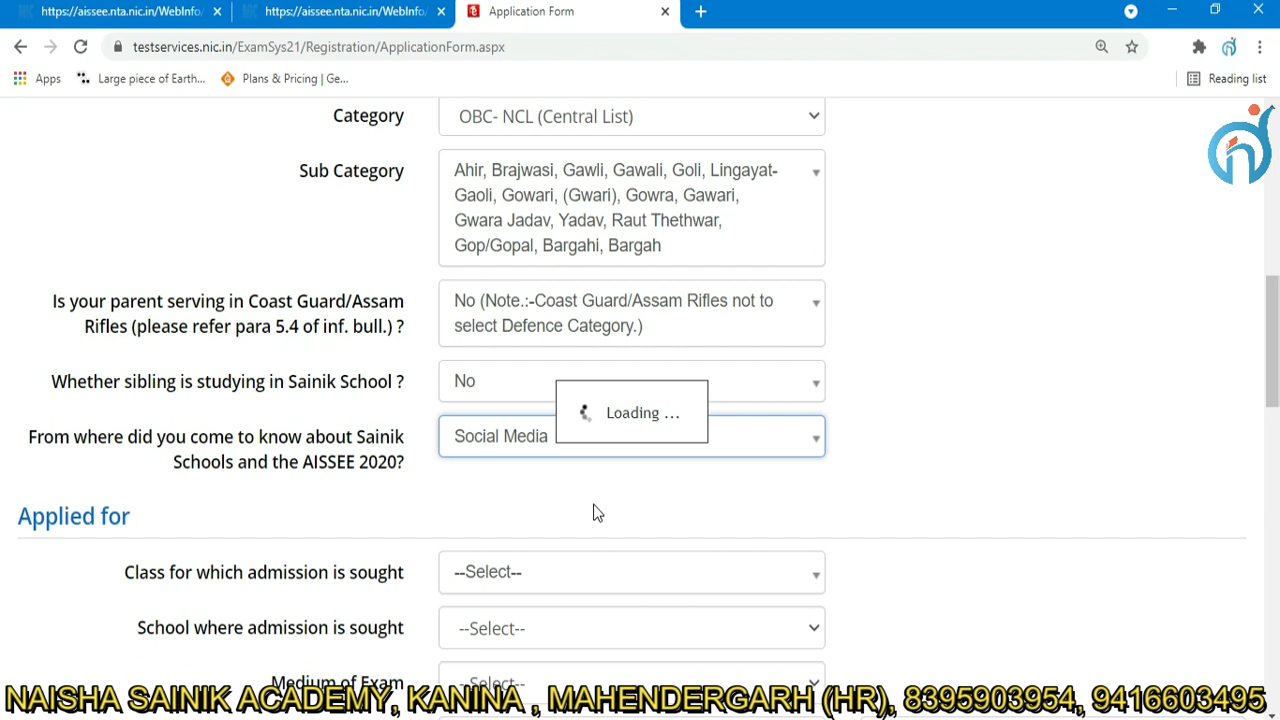 https://aissee.nta.nic.in/WebInfo/
https://aissee.nta.nic.in/WebInfo/
Application Form
testservices.nic.in/ExamSys21/Registration/ApplicationForm.aspx
Apps
Large piece of Earth...
Plans & Pricing | Ge...
Reading list
Category
OBC- NCL (Central List)
Sub Category
Ahir, Brajwasi, Gawli, Gawali, Goli, Lingayat-
Gaoli, Gowari, (Gwari), Gowra, Gawari,
Gwara Jadav, Yadav, Raut Thethwar,
Gop/Gopal, Bargahi, Bargah
Is your parent serving in Coast Guard/Assam
Rifles (please refer para 5.4 of inf. bull.) ?
No (Note.:-Coast Guard/Assam Rifles not to
select Defence Category.)
Whether sibling is studying in Sainik School ?
No
Loading ...
From where did you come to know about Sainik
Schools and the AISSEE 2020?
Social Media
Applied for
Class for which admission is sought
--Select--
School where admission is sought
--Select--
Medium of Exam
--Select--
NAISHA SAINIK ACADEMY, KANINA , MAHENDERGARH (HR), 8395903954, 9416603495